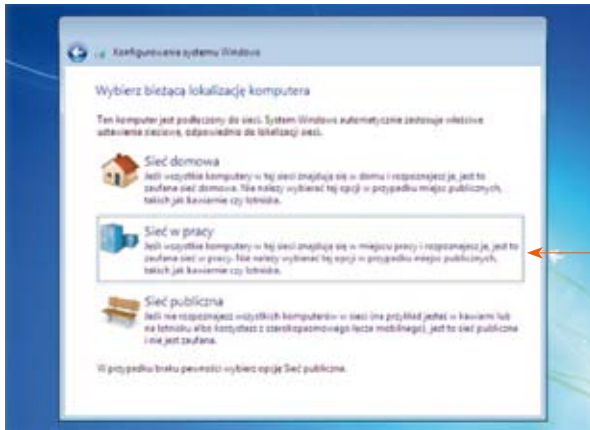 Konfigurowanie systemu Windows
Wybierz bieżącą lokalizację komputera
Ten komputer jest podłączony do sieci. System Windows automatycznie zastosuje właściwe
ustawienia sieciowe, odpowiednio do lokalizacji sieci.
Sieć domowa
Jeśli wszystkie komputery w tej sieci znajdują się w domu i rozpoznajesz je, jest to
zaufana sieć domowa. Nie należy wybierać tej opcji w przypadku miejsc publicznych,
takich jak kawiarnie czy lotniska.
Sieć w pracy
Jeśli wszystkie komputery w tej sieci znajdują się w miejscu pracy i rozpoznajesz je, jest to
zaufana sieć w pracy. Nie należy wybierać tej opcji w przypadku miejsc publicznych,
takich jak kawiarnie czy lotniska.
Sieć publiczna
Jeśli nie rozpoznajesz wszystkich komputerów w sieci (na przykład jesteś w kawiarni lub
na lotnisku albo korzystasz z szerokopasmowego łącza mobilnego), jest to sieć publiczna
i nie jest zaufana.
W przypadku braku pewności wybierz opcję Sieć publiczna.